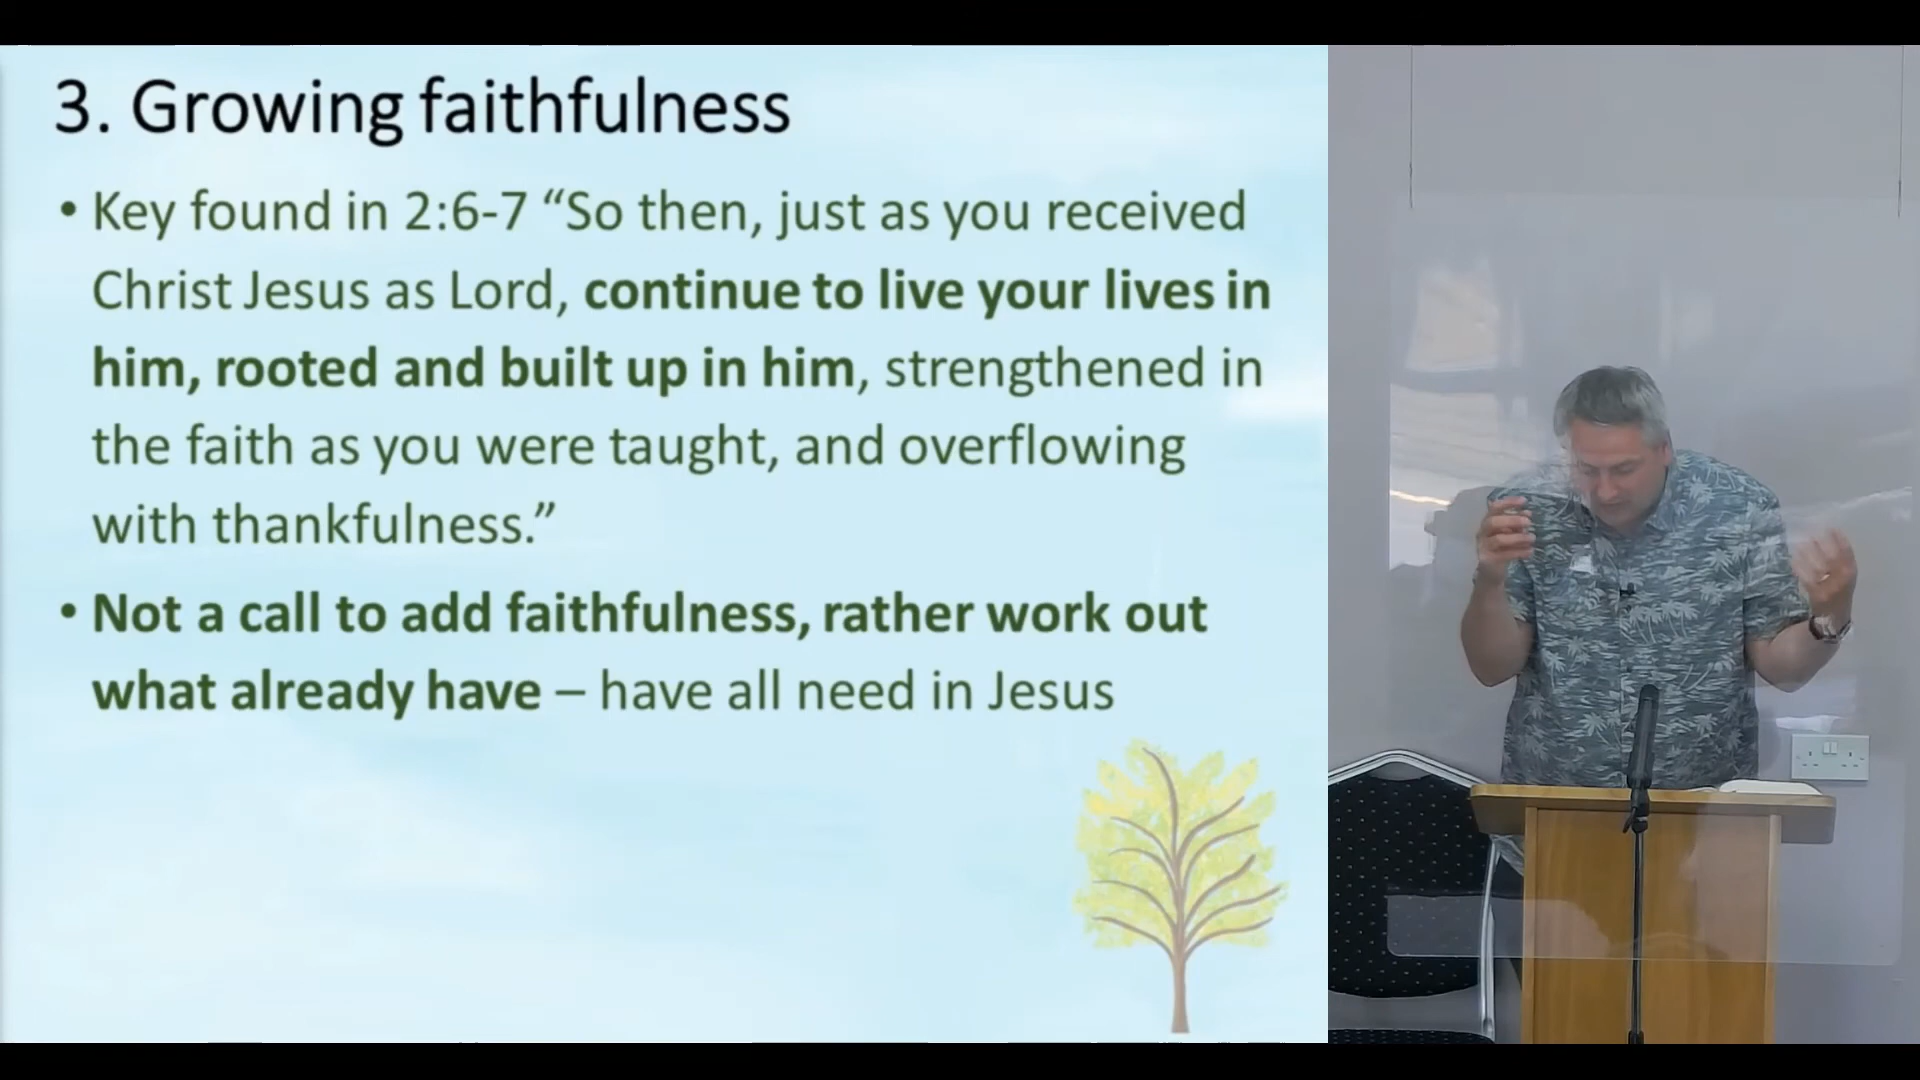 3. Growing faithfulness
• Key found in 2:6-7 “So then, just as you received
Christ Jesus as Lord, continue to live your lives in
him, rooted and built up in him, strengthened in
the faith as you were taught, and overflowing
with thankfulness.”
• Not a call to add faithfulness, rather work out
what already have – have all need in Jesus